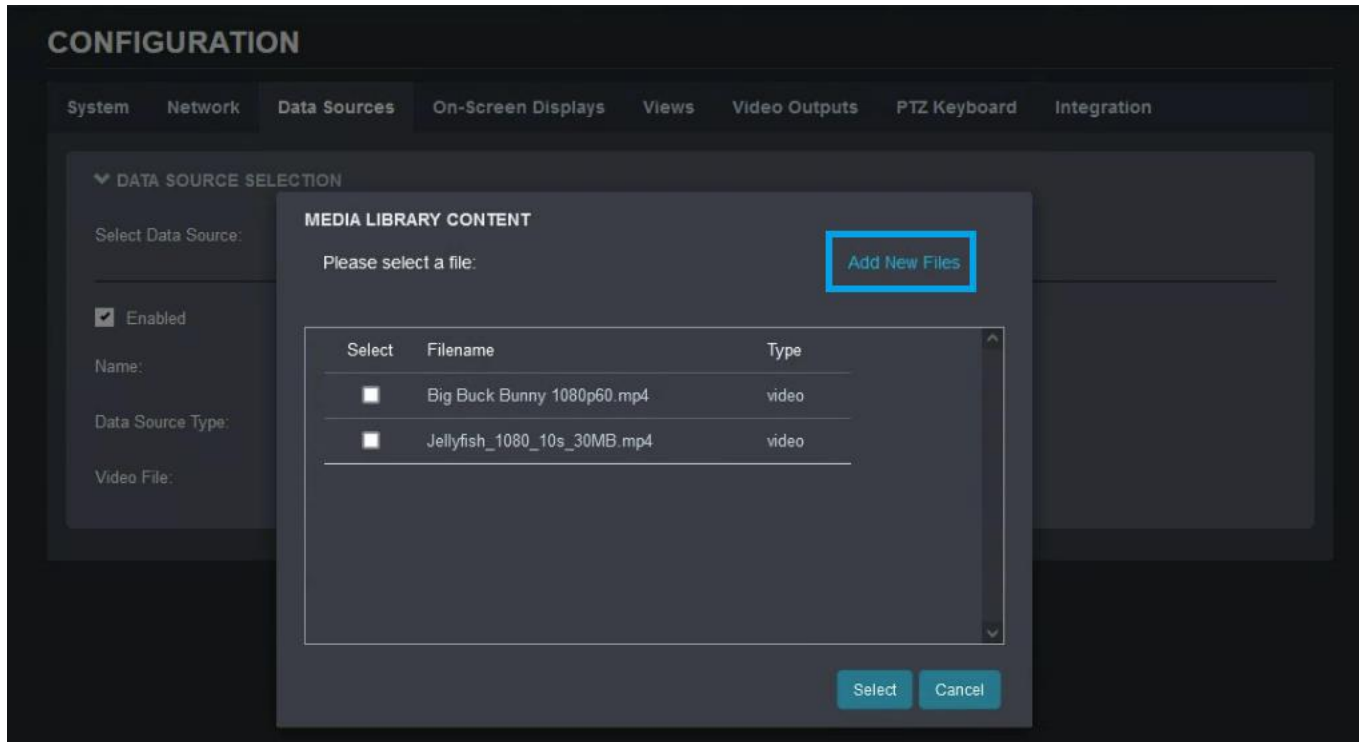 CONFIGURATION
System Network Data Sources On-Screen Displays Views Video Outputs PTZ Keyboard Integration
DATA SOURCE SELECTION
MEDIA LIBRARY CONTENT
Select Data Source:
Please select a file:
Add New Files
Enabled
Select Filename Type
Name:
Big Buck Bunny 1080p60.mp4 video
Data Source Type:
Jellyfish_1080_10s_30MB.mp4 video
Video File:
Select Cancel